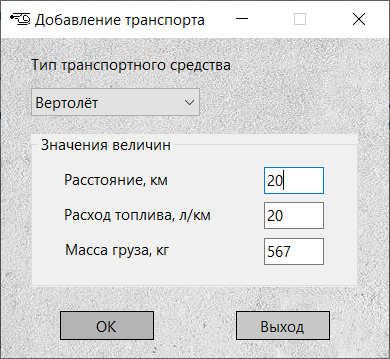 Добавление транспорта
Тип транспортного средства
Вертолёт
Значения величин
Расстояние, км 20
Расход топлива, л/км 20
Масса груза, кг 567
ОК Выход